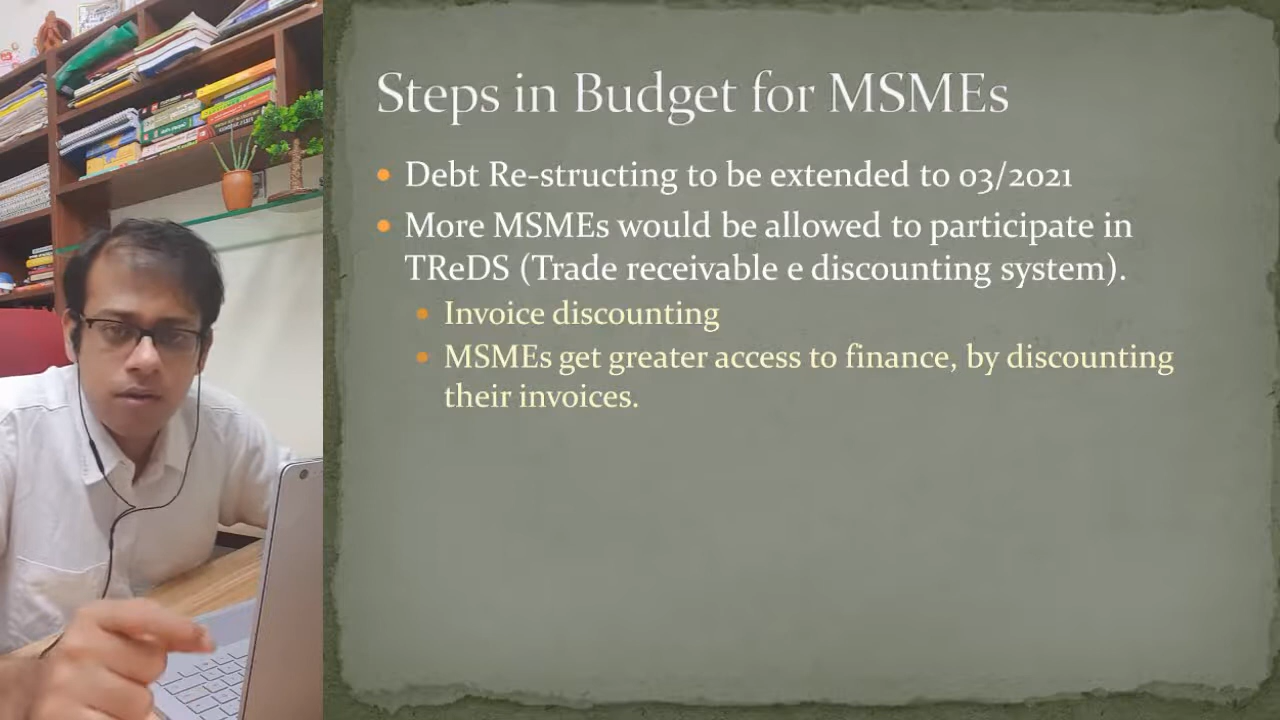 Steps in Budget for MSMEs
Debt Re-structing to be extended to 03/2021
More MSMEs would be allowed to participate in
TReDS (Trade receivable e discounting system).
Invoice discounting
MSMEs get greater access to finance, by discounting
their invoices.